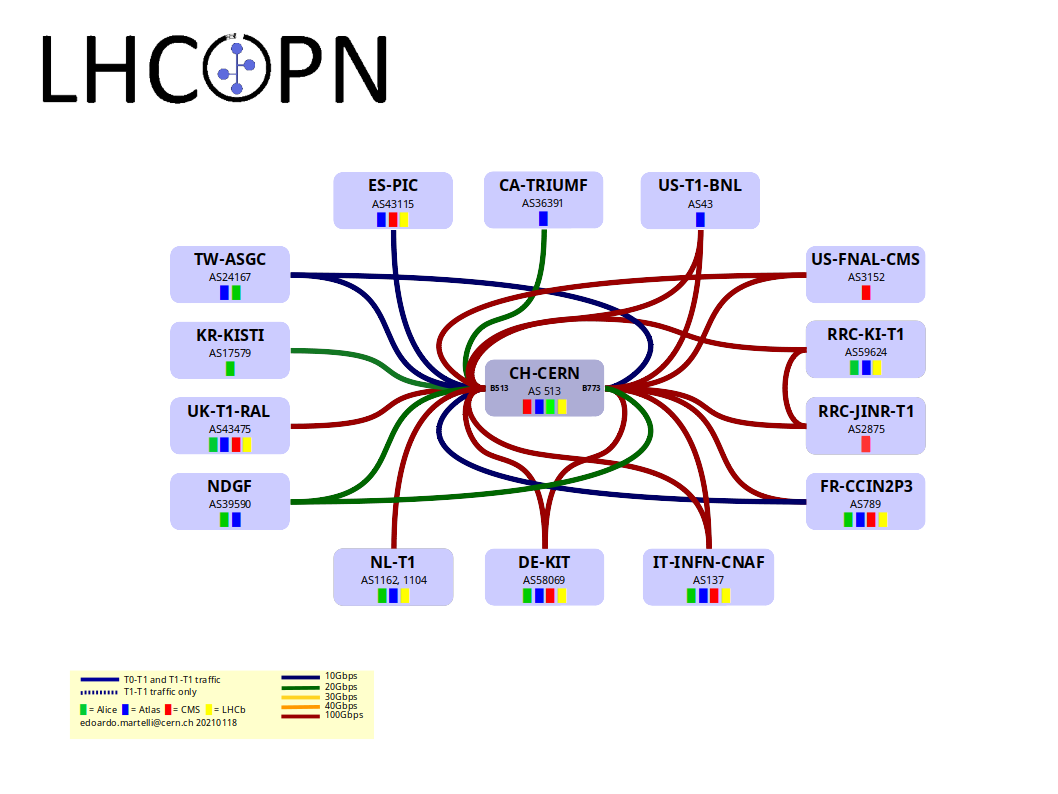 LHCOPN
ES-PIC
AS43115
CA-TRIUMF
AS36391
US-T1-BNL
AS43
TW-ASGC
AS24167
US-FNAL-CMS
AS3152
KR-KISTI
AS17579
RRC-KI-T1
AS59624
CH-CERN
B513
AS 513
B773
UK-T1-RAL
AS43475
RRC-JINR-T1
AS2875
NDGF
AS39590
FR-CCIN2P3
AS789
NL-T1
AS1162, 1104
DE-KIT
AS58069
IT-INFN-CNAF
AS137
T0-T1 and T1-T1 traffic
T1-T1 traffic only
= Alice = Atlas = CMS = LHCb
edoardo.martelli@cern.ch 20210118
10Gbps
20Gbps
30Gbps
40Gbps
100Gbps